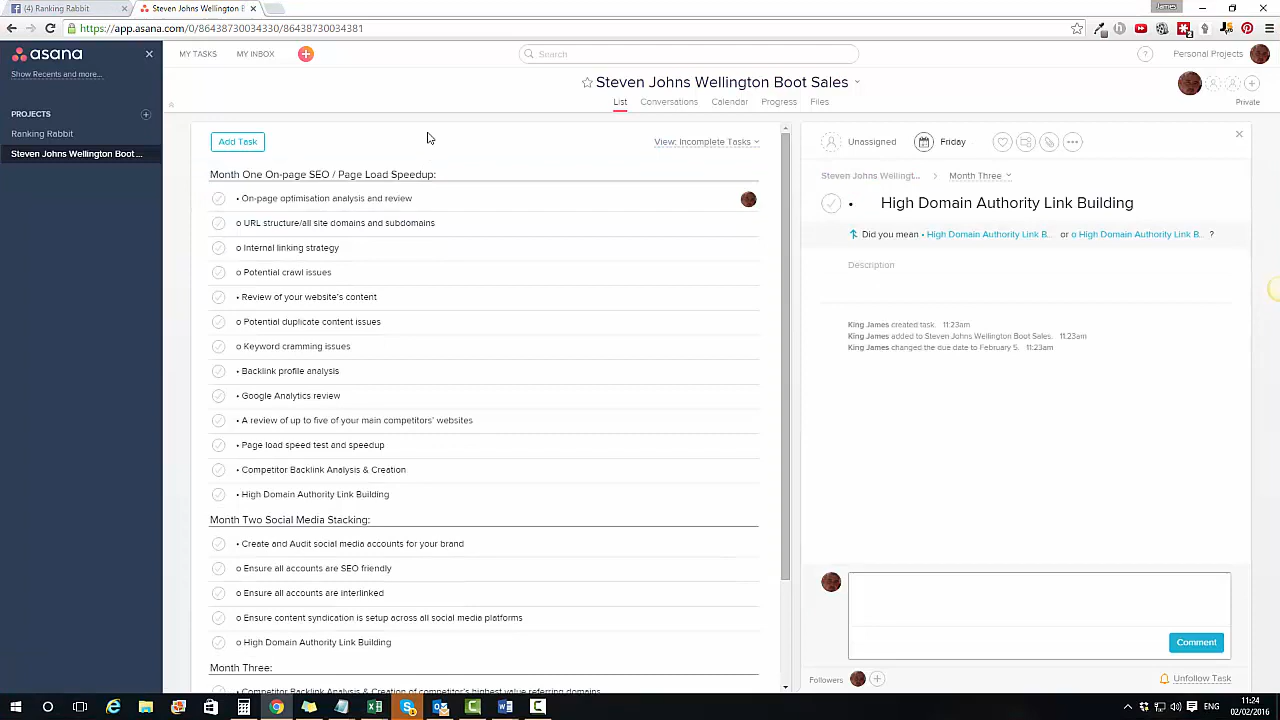 (4) Ranking Rabbit
Steven Johns Wellington B
James
https://app.asana.com/0/86438730034330/86438730034381
asana
MY TASKS
MY INBOX
Search
?
Personal Projects
Show Recents and more...
Steven Johns Wellington Boot Sales
List
Conversations
Calendar
Progress
Files
Private
PROJECTS
Ranking Rabbit
Steven Johns Wellington Boot ...
Add Task
View: Incomplete Tasks
Month One On-page SEO / Page Load Speedup:
• On-page optimisation analysis and review
o URL structure/all site domains and subdomains
o Internal linking strategy
o Potential crawl issues
• Review of your website's content
o Potential duplicate content issues
o Keyword cramming issues
• Backlink profile analysis
• Google Analytics review
• A review of up to five of your main competitors' websites
• Page load speed test and speedup
• Competitor Backlink Analysis & Creation
• High Domain Authority Link Building
Month Two Social Media Stacking:
• Create and Audit social media accounts for your brand
o Ensure all accounts are SEO friendly
o Ensure all accounts are interlinked
o Ensure content syndication is setup across all social media platforms
o High Domain Authority Link Building
Month Three:
• Competitor Backlink Analysis & Creation of competitor's highest value referring domains
Unassigned
Friday
Steven Johns Wellingt... > Month Three
• High Domain Authority Link Building
Did you mean • High Domain Authority Link B... or o High Domain Authority Link B... ?
Description
King James created task. 11:23am
King James added to Steven Johns Wellington Boot Sales. 11:23am
King James changed the due date to February 5. 11:23am
Comment
Followers
Unfollow Task
ENG
11:24
02/02/2016